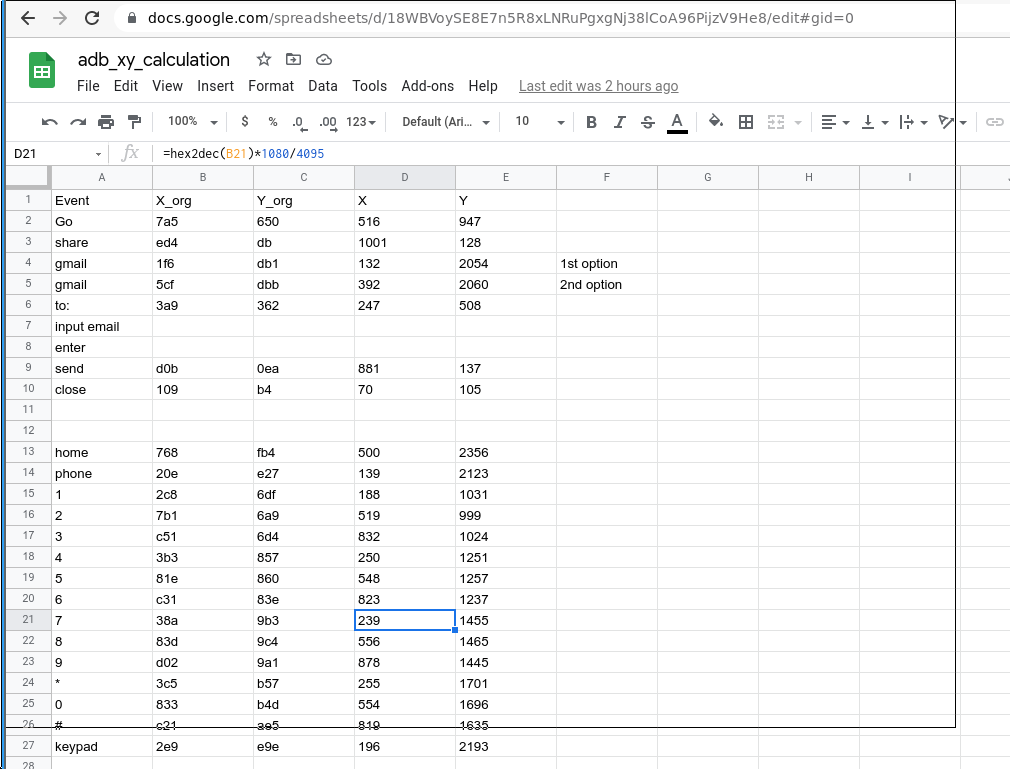 docs.google.com/spreadsheets/d/18WBVoySE8E7n5R8xLNRuPgxgNj38lCoA96PijzV9He8/edit#gid=0
adb_xy_calculation
File Edit View Insert Format Data Tools Add-ons Help Last edit was 2 hours ago
100% $ % .0 .00 123 Default (Ari... 10 B I S A
D21 fx =hex2dec(B21)*1080/4095
A B C D E F G H I
1 Event X_org Y_org X Y
2 Go 7a5 650 516 947
3 share ed4 db 1001 128
4 gmail 1f6 db1 132 2054 1st option
5 gmail 5cf dbb 392 2060 2nd option
6 to: 3a9 362 247 508
7 input email
8 enter
9 send d0b 0ea 881 137
10 close 109 b4 70 105
11
12
13 home 768 fb4 500 2356
14 phone 20e e27 139 2123
15 1 2c8 6df 188 1031
16 2 7b1 6a9 519 999
17 3 c51 6d4 832 1024
18 4 3b3 857 250 1251
19 5 81e 860 548 1257
20 6 c31 83e 823 1237
21 7 38a 9b3 239 1455
22 8 83d 9c4 556 1465
23 9 d02 9a1 878 1445
24 * 3c5 b57 255 1701
25 0 833 b4d 554 1696
26 # c21 ae5 819 1635
27 keypad 2e9 e9e 196 2193
28